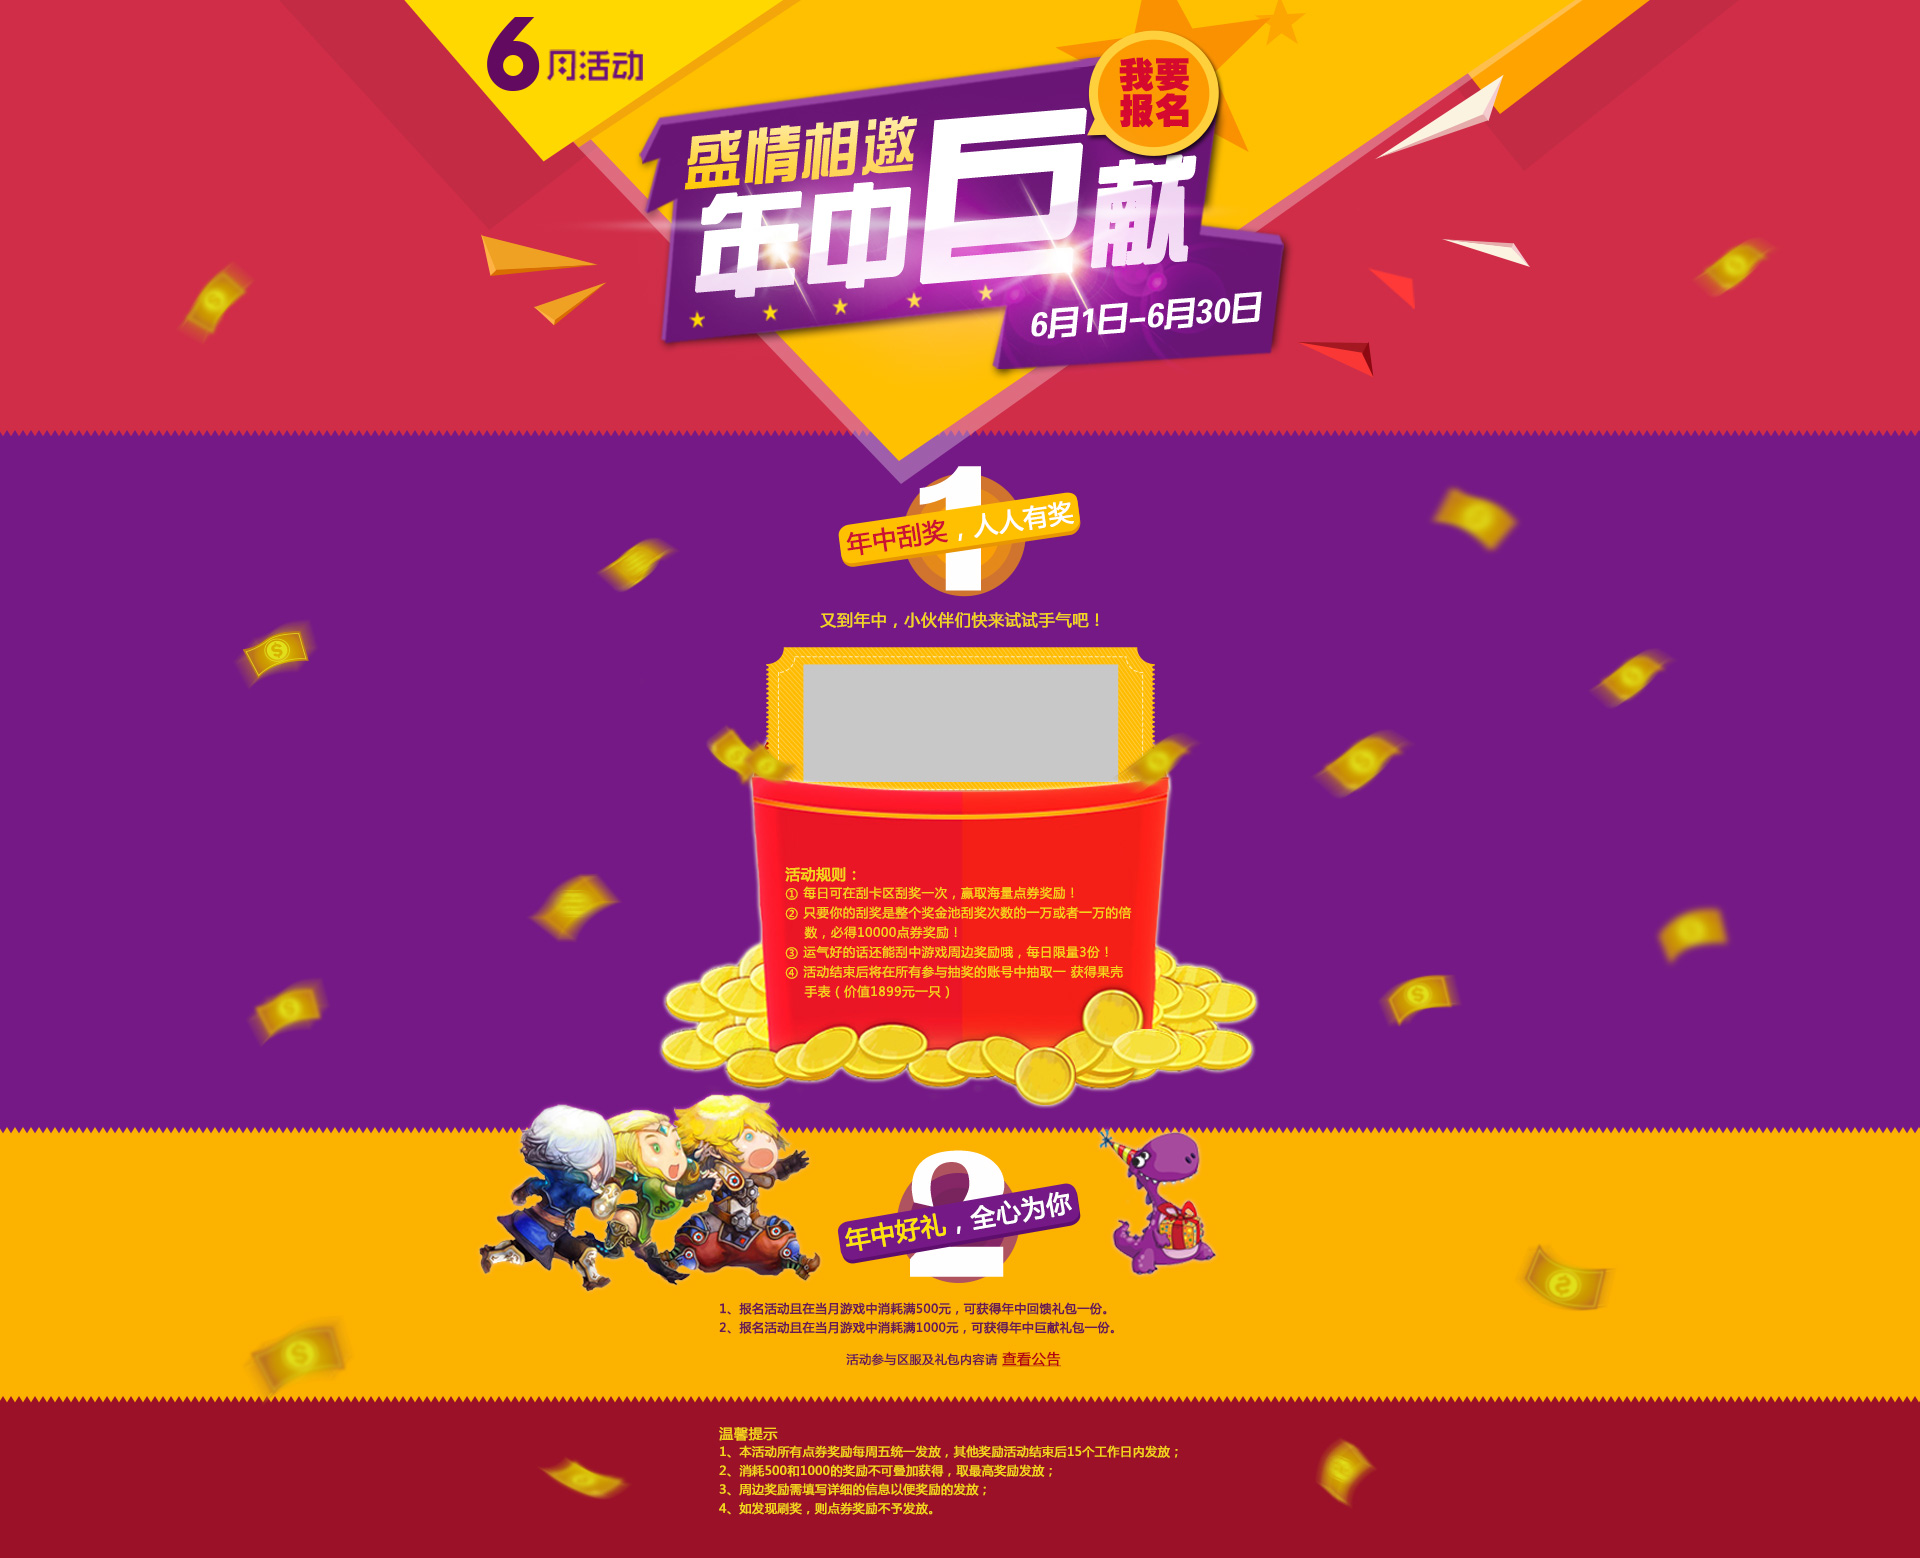 6月活动
我要
报名
盛情相邀
年中巨献
6月1日-6月30日
1
年中刮奖，人人有奖
又到年中，小伙伴们快来试试手气吧！
活动规则：
① 每日可在刮卡区刮奖一次，赢取海量点券奖励！
② 只要你的刮奖是整个奖金池刮奖次数的一万或者一万的倍
数，必得10000点券奖励！
③ 运气好的话还能刮中游戏周边奖励哦，每日限量3份！
④ 活动结束后将在所有参与抽奖的账号中抽取一 获得果壳
手表（价值1899元一只）
2
年中好礼，全心为你
1、报名活动且在当月游戏中消耗满500元，可获得年中回馈礼包一份。
2、报名活动且在当月游戏中消耗满1000元，可获得年中巨献礼包一份。
活动参与区服及礼包内容请 查看公告
温馨提示
1、本活动所有点券奖励每周五统一发放，其他奖励活动结束后15个工作日内发放；
2、消耗500和1000的奖励不可叠加获得，取最高奖励发放；
3、周边奖励需填写详细的信息以便奖励的发放；
4、如发现刷奖，则点券奖励不予发放。